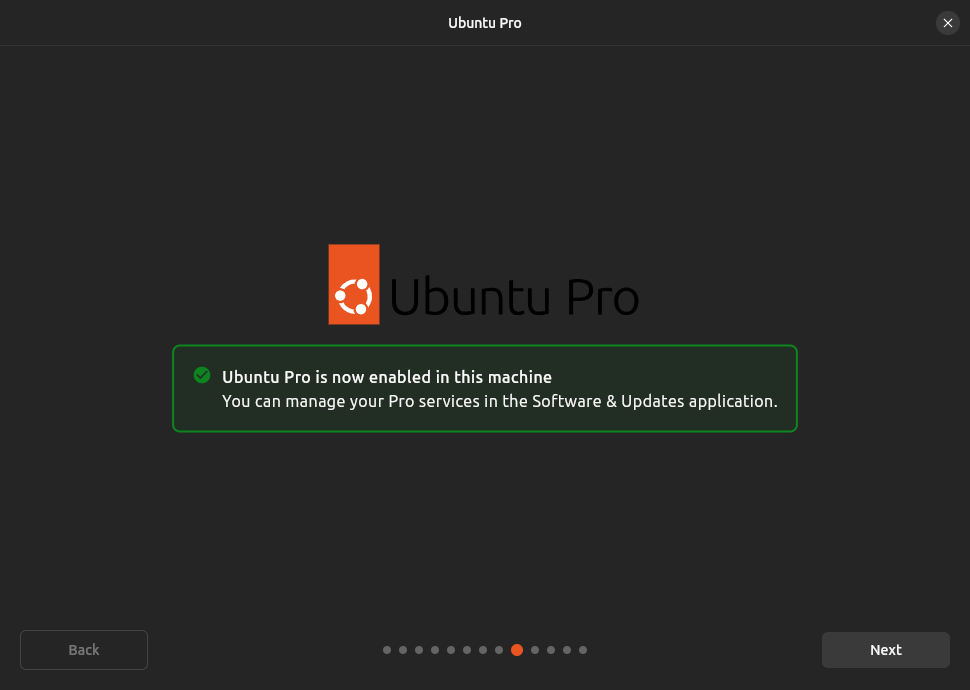 Ubuntu Pro
Ubuntu Pro
Ubuntu Pro is now enabled in this machine
You can manage your Pro services in the Software & Updates application.
Back
Next